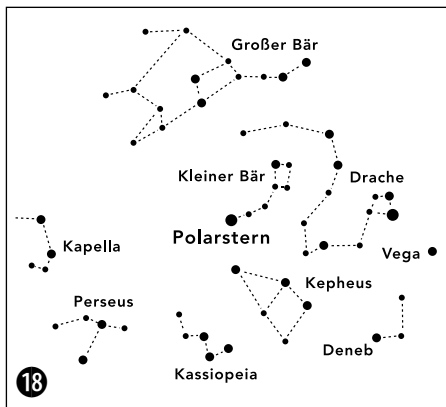 Großer Bär
Kleiner Bär
Drache
Polarstern
Kapella
Vega
Kepheus
Perseus
Deneb
Kassiopeia
18